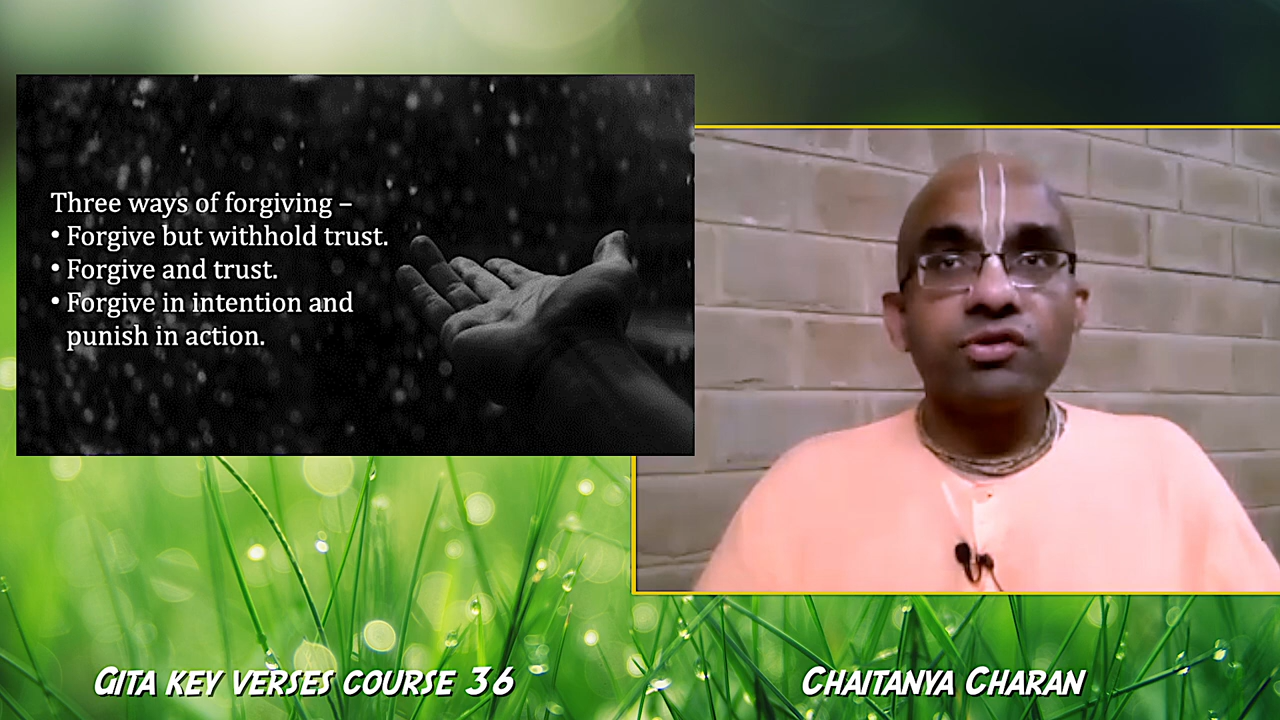 Three ways of forgiving –
• Forgive but withhold trust.
• Forgive and trust.
• Forgive in intention and
punish in action.
GITA KEY VERSES COURSE 36
CHAITANYA CHARAN